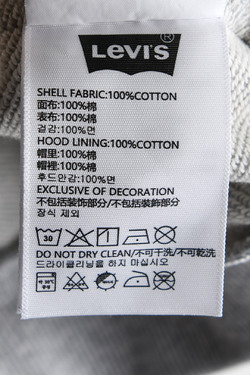 LEVI'S
SHELL FABRIC:100%COTTON
面布:100%棉
表布:100%棉
겉감:100%면
HOOD LINING:100%COTTON
帽里:100%棉
帽裡:100%棉
후드안감:100%면
EXCLUSIVE OF DECORATION
不包括装饰部分/不包括裝飾部分
장식 제외
30
DO NOT DRY CLEAN/不可干洗/不可乾洗
드라이클리닝을 하지 마십시오